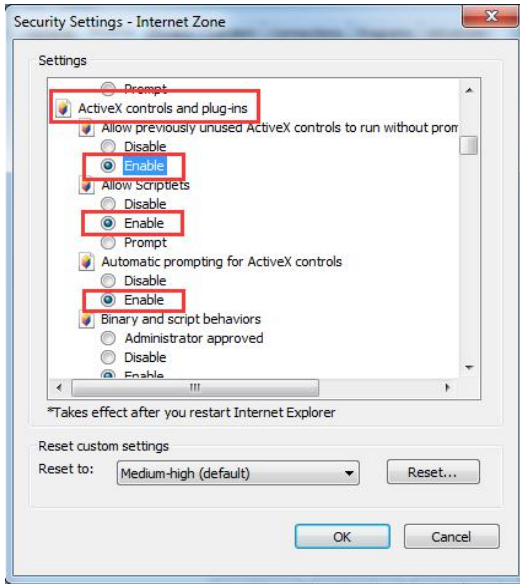 Security Settings - Internet Zone
Settings
Prompt
ActiveX controls and plug-ins
Allow previously unused ActiveX controls to run without prom
Disable
Enable
Allow Scriptlets
Disable
Enable
Prompt
Automatic prompting for ActiveX controls
Disable
Enable
Binary and script behaviors
Administrator approved
Disable
Enable
*Takes effect after you restart Internet Explorer
Reset custom settings
Reset to: Medium-high (default) Reset...
OK Cancel